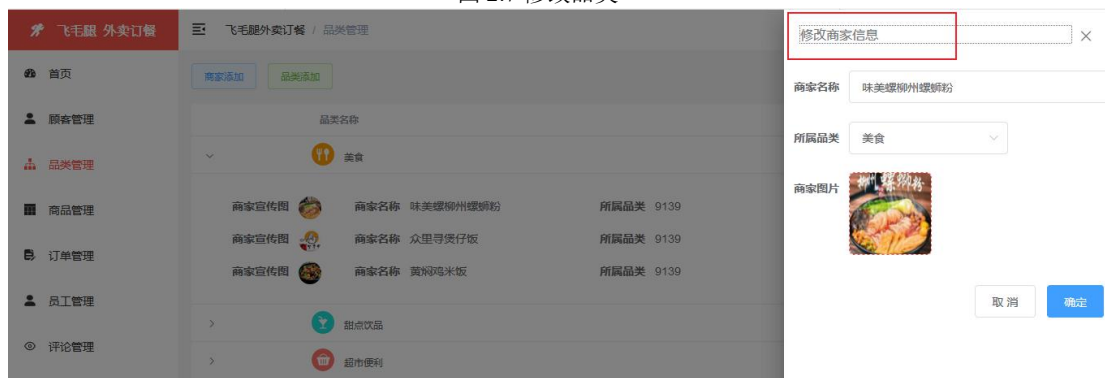 飞毛腿 外卖订餐
飞毛腿外卖订餐 / 品类管理
首页
顾客管理
品类管理
商品管理
订单管理
员工管理
评论管理
商家添加 品类添加
品类名称
美食
商家宣传图 商家名称 味美螺柳州螺蛳粉 所属品类 9139
商家宣传图 商家名称 众里寻煲仔饭 所属品类 9139
商家宣传图 商家名称 黄焖鸡米饭 所属品类 9139
甜点饮品
超市便利
修改商家信息
商家名称 味美螺柳州螺蛳粉
所属品类 美食
商家图片
柳州螺蛳粉
取 消 确定